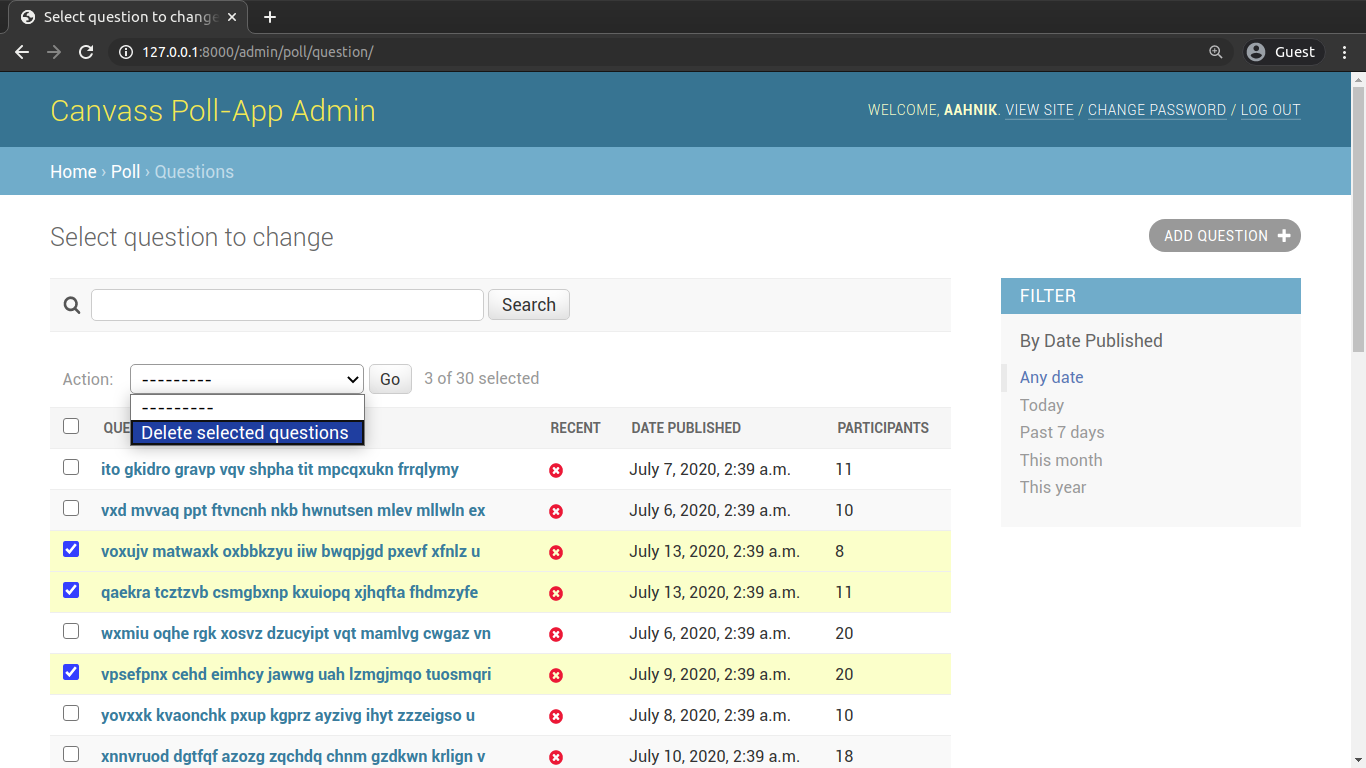 Select question to change
127.0.0.1:8000/admin/poll/question/
Guest
Canvass Poll-App Admin
WELCOME, AAHNIK. VIEW SITE / CHANGE PASSWORD / LOG OUT
Home › Poll › Questions
Select question to change
ADD QUESTION +
Search
FILTER
By Date Published
Any date
Today
Past 7 days
This month
This year
Action: --------- Go 3 of 30 selected
---------
Delete selected questions
QUE RECENT DATE PUBLISHED PARTICIPANTS
ito gkidro gravp vqv shpha tit mpcqxukn frrqlymy July 7, 2020, 2:39 a.m. 11
vxd mvvaq ppt ftvncnh nkb hwnutsen mlev mllwln ex July 6, 2020, 2:39 a.m. 10
voxujv matwaxk oxbbkzyu iiw bwqpjgd pxevf xfnlz u July 13, 2020, 2:39 a.m. 8
qaekra tcztzvb csmgbxnp kxuiopq xjhqfta fhdmzyfe July 13, 2020, 2:39 a.m. 11
wxmiu oqhe rgk xosvz dzucyipt vqt mamlvg cwgaz vn July 6, 2020, 2:39 a.m. 20
vpsefpnx cehd eimhcy jawwg uah lzmgjmqo tuosmqri July 9, 2020, 2:39 a.m. 20
yovxxk kvaonchk pxup kgprz ayzivg ihyt zzzeigso u July 8, 2020, 2:39 a.m. 10
xnnvruod dgtfqf azozg zqchdq chnm gzdkwn krlign v July 10, 2020, 2:39 a.m. 18